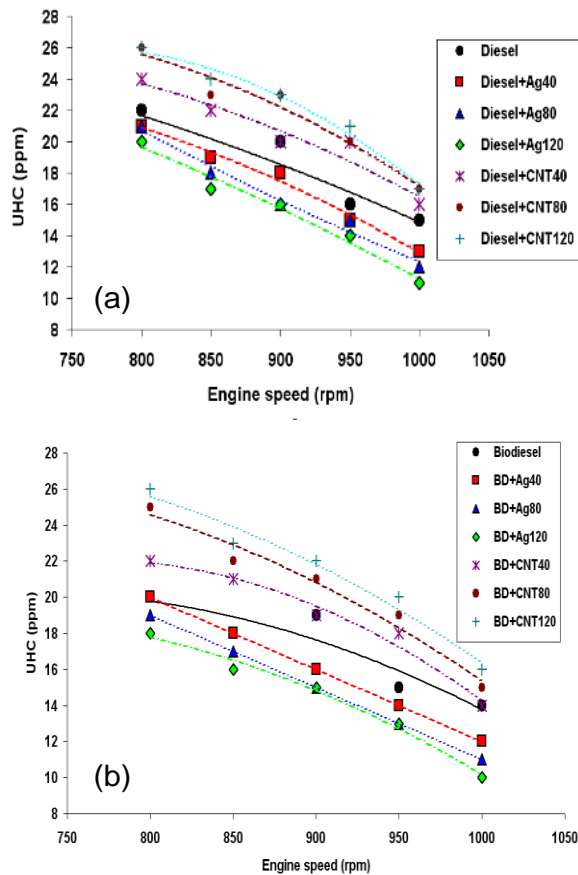 28
26
24
22
20
18
16
14
12
10
8
UHC (ppm)
(a)
750 800 850 900 950 1000 1050
Engine speed (rpm)
Diesel
Diesel+Ag40
Diesel+Ag80
Diesel+Ag120
Diesel+CNT40
Diesel+CNT80
Diesel+CNT120
28
26
24
22
20
18
16
14
12
10
8
UHC (ppm)
(b)
750 800 850 900 950 1000 1050
Engine speed (rpm)
Biodiesel
BD+Ag40
BD+Ag80
BD+Ag120
BD+CNT40
BD+CNT80
BD+CNT120